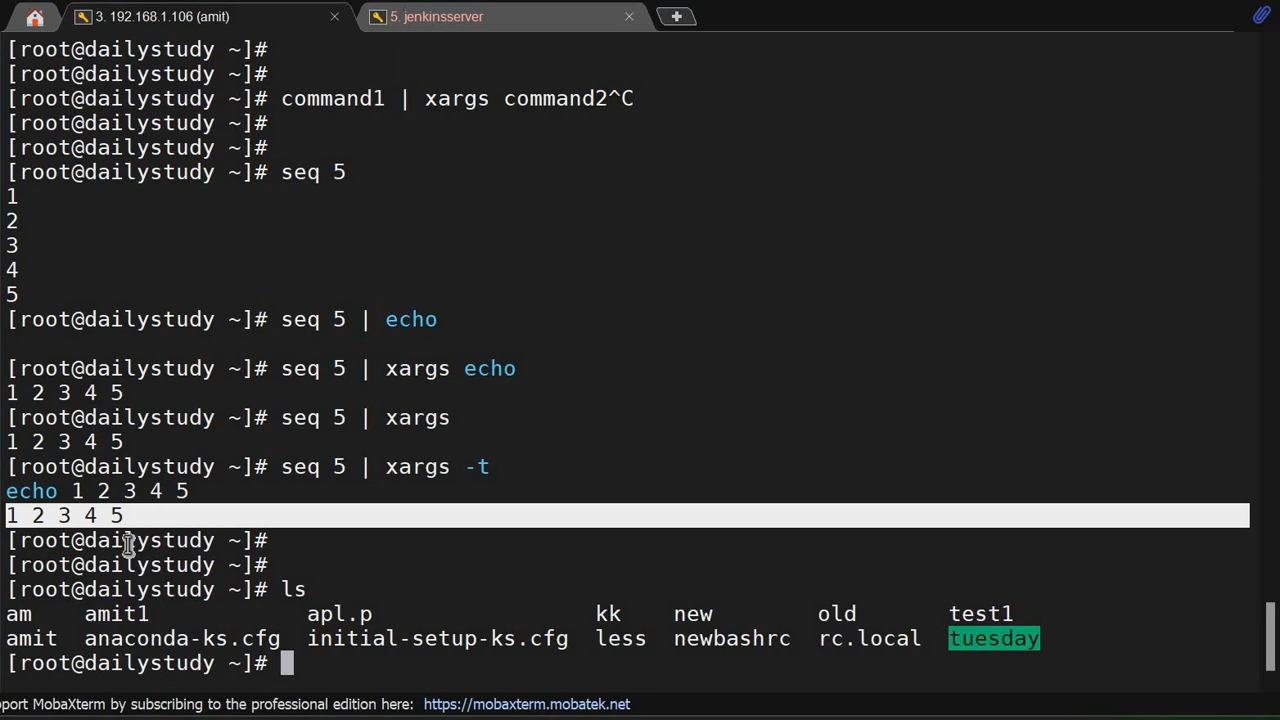 3. 192.168.1.106 (amit)
5. jenkinsserver
[root@dailystudy ~]#
[root@dailystudy ~]#
[root@dailystudy ~]# command1 | xargs command2^C
[root@dailystudy ~]#
[root@dailystudy ~]#
[root@dailystudy ~]# seq 5
1
2
3
4
5
[root@dailystudy ~]# seq 5 | echo
[root@dailystudy ~]# seq 5 | xargs echo
1 2 3 4 5
[root@dailystudy ~]# seq 5 | xargs
1 2 3 4 5
[root@dailystudy ~]# seq 5 | xargs -t
echo 1 2 3 4 5
1 2 3 4 5
[root@dailystudy ~]#
[root@dailystudy ~]#
[root@dailystudy ~]# ls
am amit1 apl.p kk new old test1
amit anaconda-ks.cfg initial-setup-ks.cfg less newbashrc rc.local tuesday
[root@dailystudy ~]#
port MobaXterm by subscribing to the professional edition here: https://mobaxterm.mobatek.net